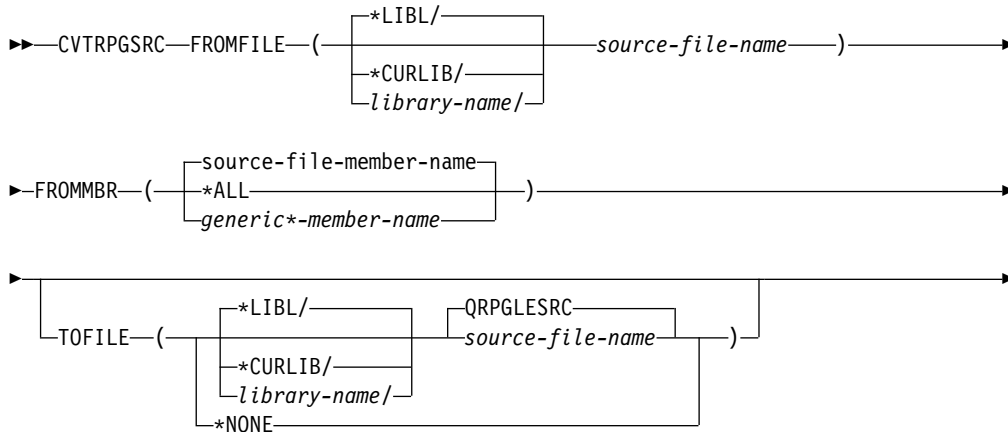 *LIBL/
CVTRPGSRC FROMFILE ( source-file-name )
*CURLIB/
library-name/
source-file-member-name
FROMMBR ( *ALL )
generic*-member-name
*LIBL/ QRPGLESRC
TOFILE ( source-file-name )
*CURLIB/
library-name/
*NONE